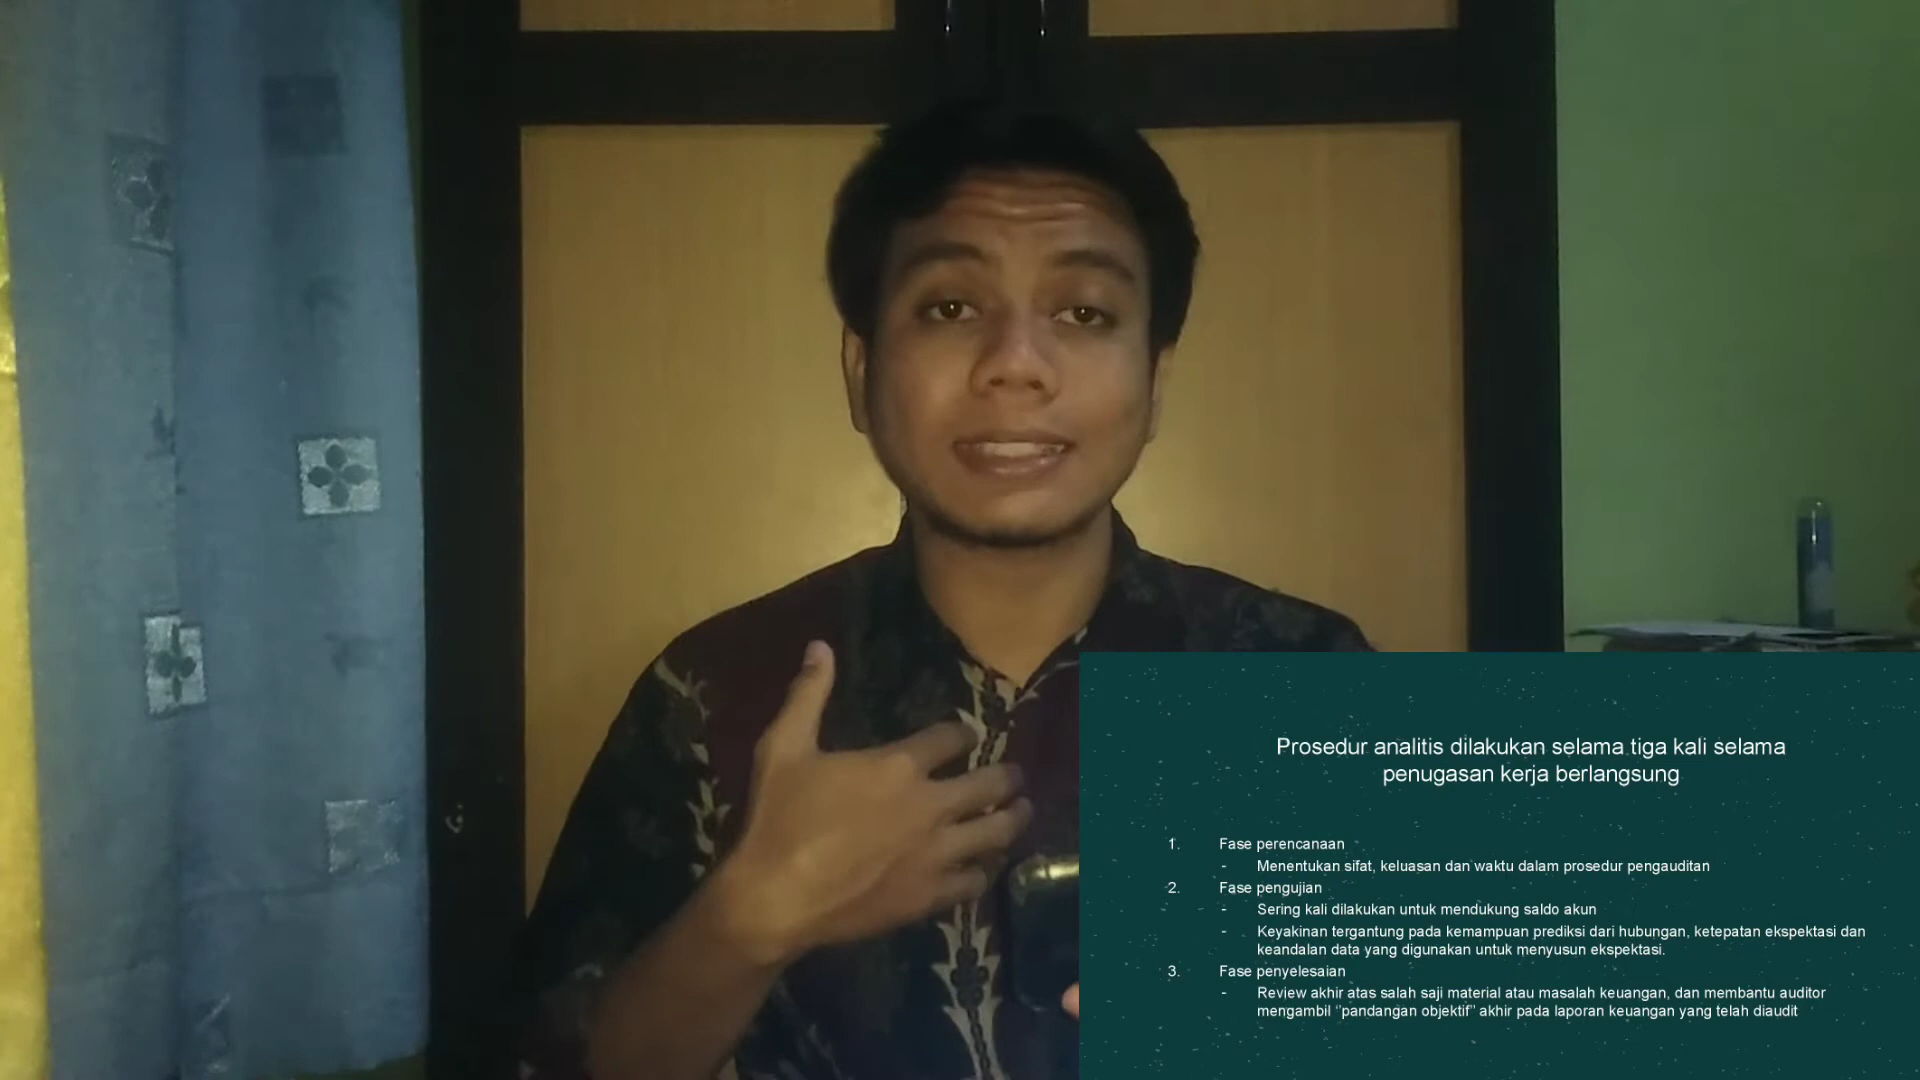 Prosedur analitis dilakukan selama tiga kali selama
penugasan kerja berlangsung
1. Fase perencanaan
- Menentukan sifat, keluasan dan waktu dalam prosedur pengauditan
2. Fase pengujian
- Sering kali dilakukan untuk mendukung saldo akun
- Keyakinan tergantung pada kemampuan prediksi dari hubungan, ketepatan ekspektasi dan
keandalan data yang digunakan untuk menyusun ekspektasi.
3. Fase penyelesaian
- Review akhir atas salah saji material atau masalah keuangan, dan membantu auditor
mengambil “pandangan objektif” akhir pada laporan keuangan yang telah diaudit